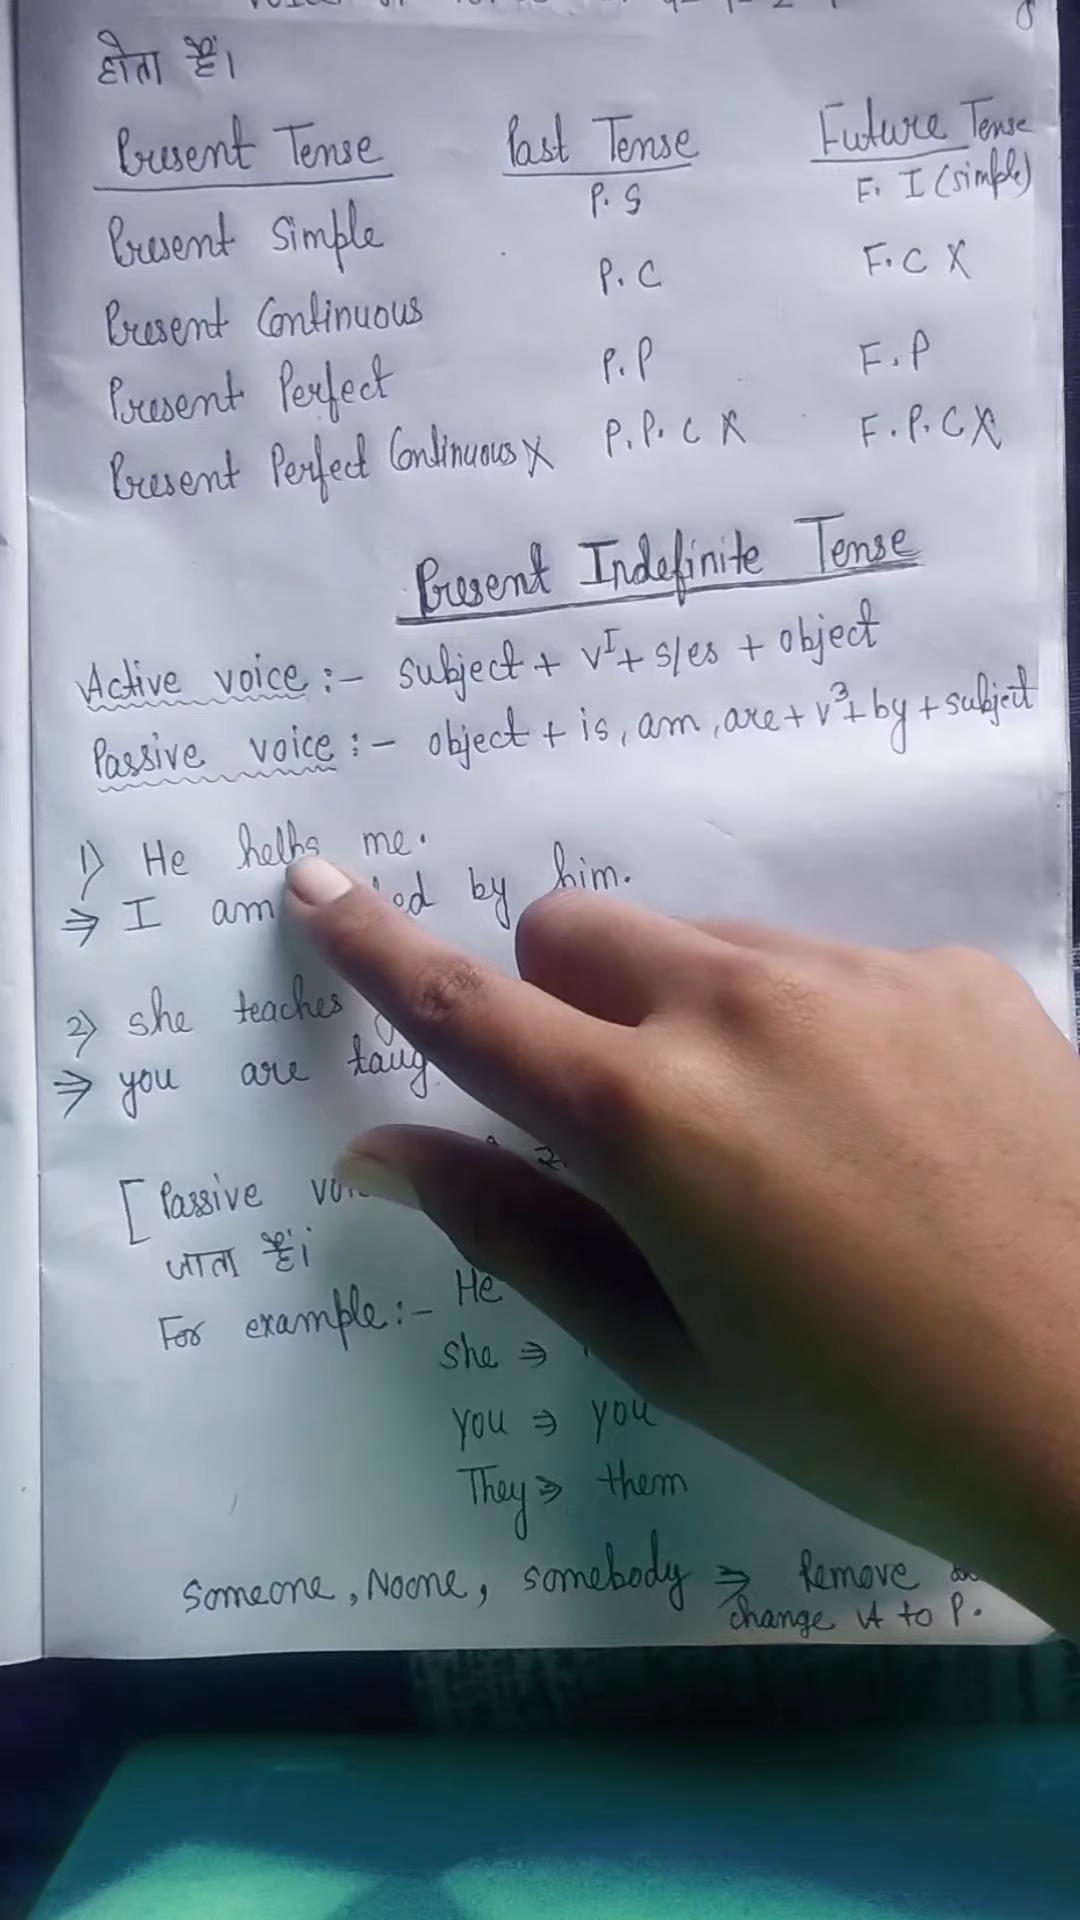 होता हैं।
Present Tense Past Tense Future Tense
Present Simple P. S F. I (simple)
Present Continuous P. C F. C X
Present Perfect P. P F. P
Present Perfect Continuous X P. P. C X F. P. C X
Present Indefinite Tense
Active voice :- subject + V^I + s/es + object
Passive voice :- object + is, am, are + v³ + by + subject
1) He helps me.
⇒ I am by him.
2) she teaches
⇒ you are
[Passive
जाता हैं।
For example :- He
she ⇒
you ⇒ you
They ⇒ them
Someone, Noone, somebody ⇒ Remove
change A to P.